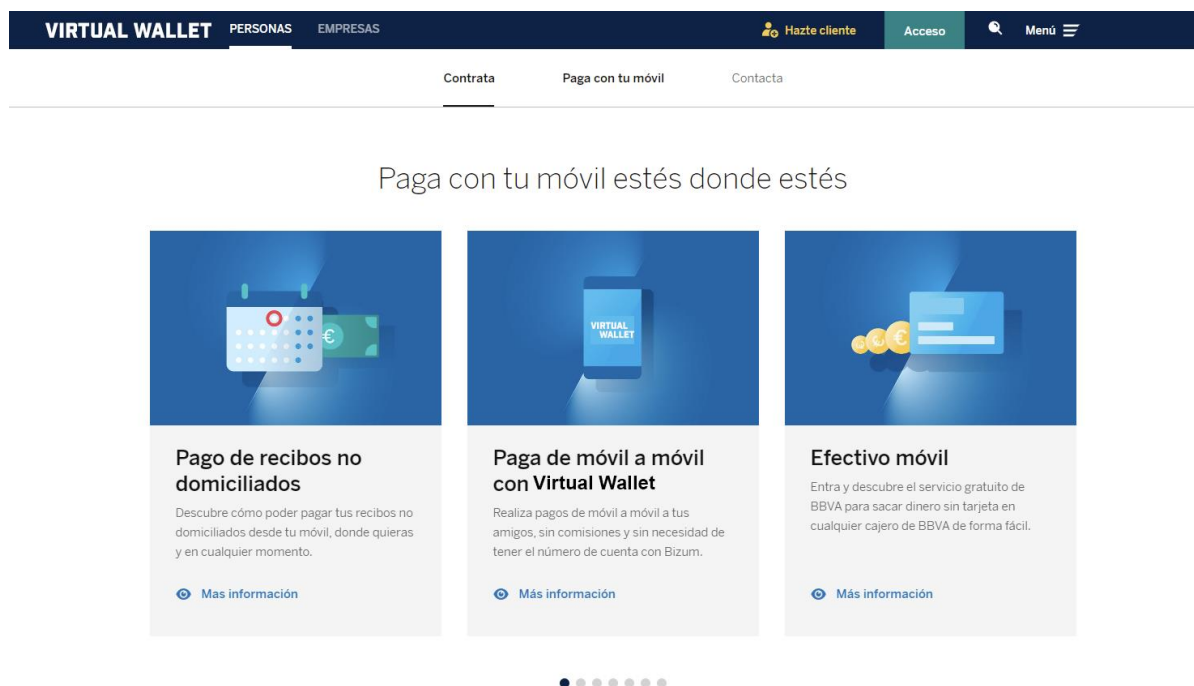 VIRTUAL WALLET PERSONAS EMPRESAS Hazte cliente Acceso Menú
Contrata Paga con tu móvil Contacta
Paga con tu móvil estés donde estés
€
VIRTUAL
WALLET
€ € €
Pago de recibos no
domiciliados
Descubre cómo poder pagar tus recibos no
domiciliados desde tu móvil, donde quieras
y en cualquier momento.
Mas información
Paga de móvil a móvil
con Virtual Wallet
Realiza pagos de móvil a móvil a tus
amigos, sin comisiones y sin necesidad de
tener el número de cuenta con Bizum.
Más información
Efectivo móvil
Entra y descubre el servicio gratuito de
BBVA para sacar dinero sin tarjeta en
cualquier cajero de BBVA de forma fácil.
Más información